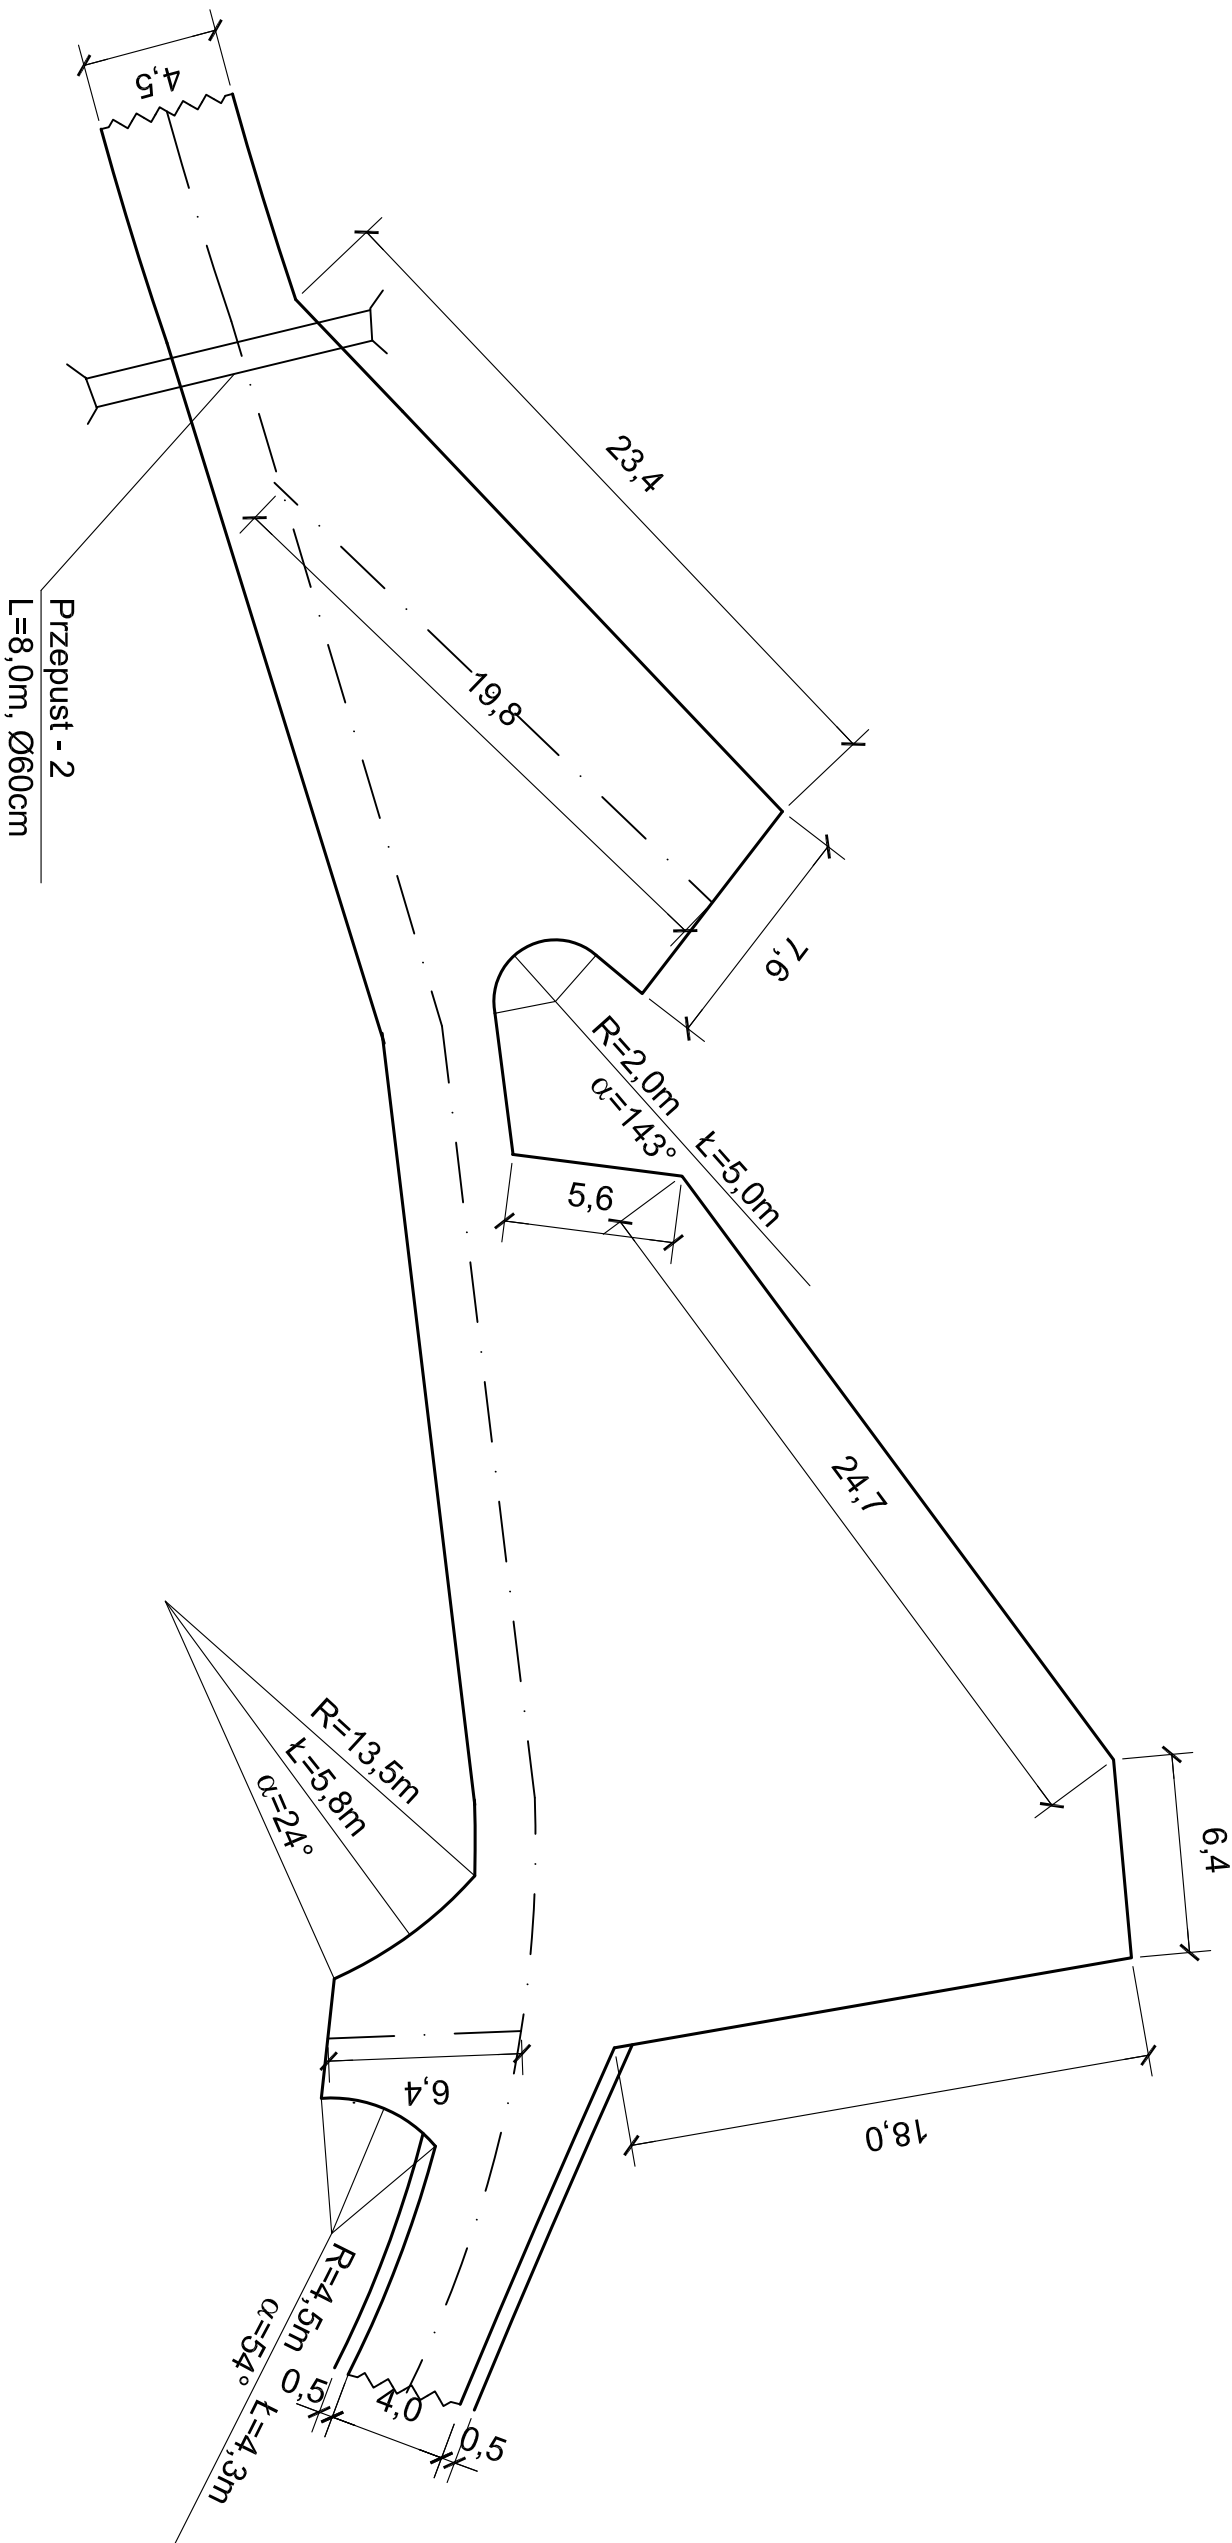 4,5
23,4
19,8
7,6
Przepust - 2
L=8,0m, Ø60cm
R=2,0m
α=143°
Ł=5,0m
5,6
24,7
6,4
R=13,5m
Ł=5,8m
α=24°
6,4
18,0
R=4,5m
α=54°
Ł=4,3m
0,5
4,0
0,5